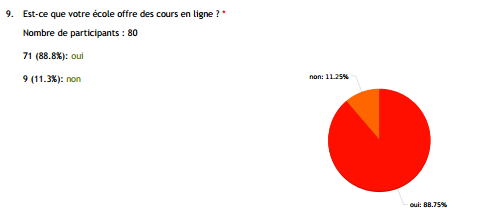 9. Est-ce que votre école offre des cours en ligne ? *
Nombre de participants : 80
71 (88.8%): oui
9 (11.3%): non
non: 11.25%
oui: 88.75%